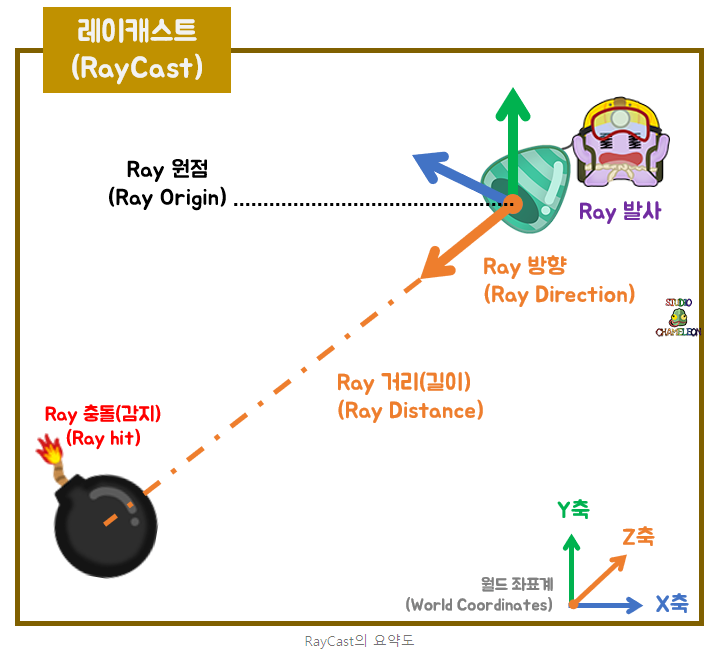 레이캐스트
(RayCast)
Ray 원점
(Ray Origin)
Ray 발사
Ray 방향
(Ray Direction)
STUDIO
CHAMELEON
Ray 거리(길이)
(Ray Distance)
Ray 충돌(감지)
(Ray hit)
Y축
Z축
월드 좌표계
(World Coordinates)
X축
RayCast의 요약도